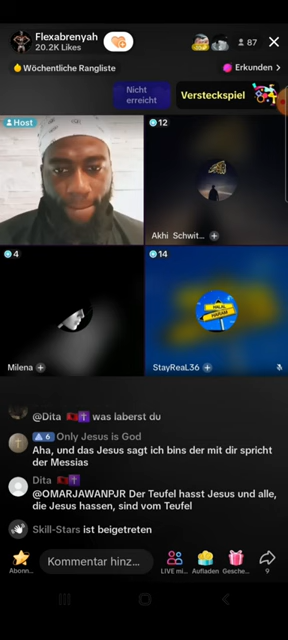 Flexabrenyah
20.2K Likes
87
Wöchentliche Rangliste
Erkunden >
Nicht
erreicht
Versteckspiel
Host
12
Akhi Schwit...
4
14
HALAL
HARAM
Milena
StayReaL36
@Dita 🇦🇱✝️ was laberst du
6 Only Jesus is God
Aha, und das Jesus sagt ich bins der mit dir spricht
der Messias
Dita 🇦🇱✝️
@OMARJAWANPJR Der Teufel hasst Jesus und alle,
die Jesus hassen, sind vom Teufel
Skill-Stars ist beigetreten
Kommentar hinz...
Abonn...
LIVE mi...
Aufladen
Gesche...
9